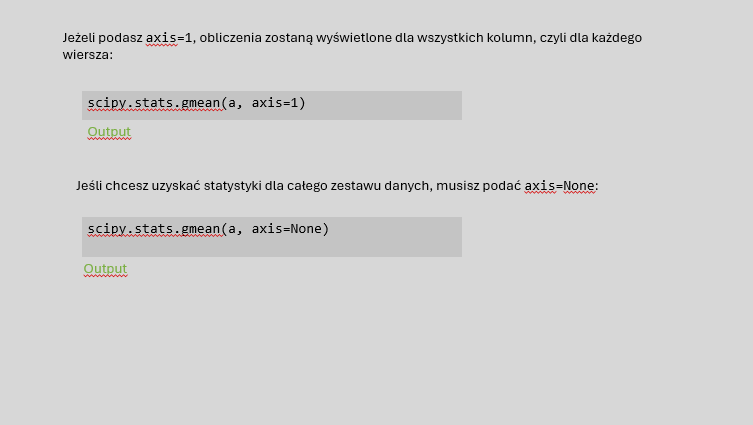 Jeżeli podasz axis=1, obliczenia zostaną wyświetlone dla wszystkich kolumn, czyli dla każdego
wiersza:
scipy.stats.gmean(a, axis=1)
Output
Jeśli chcesz uzyskać statystyki dla całego zestawu danych, musisz podać axis=None:
scipy.stats.gmean(a, axis=None)
Output